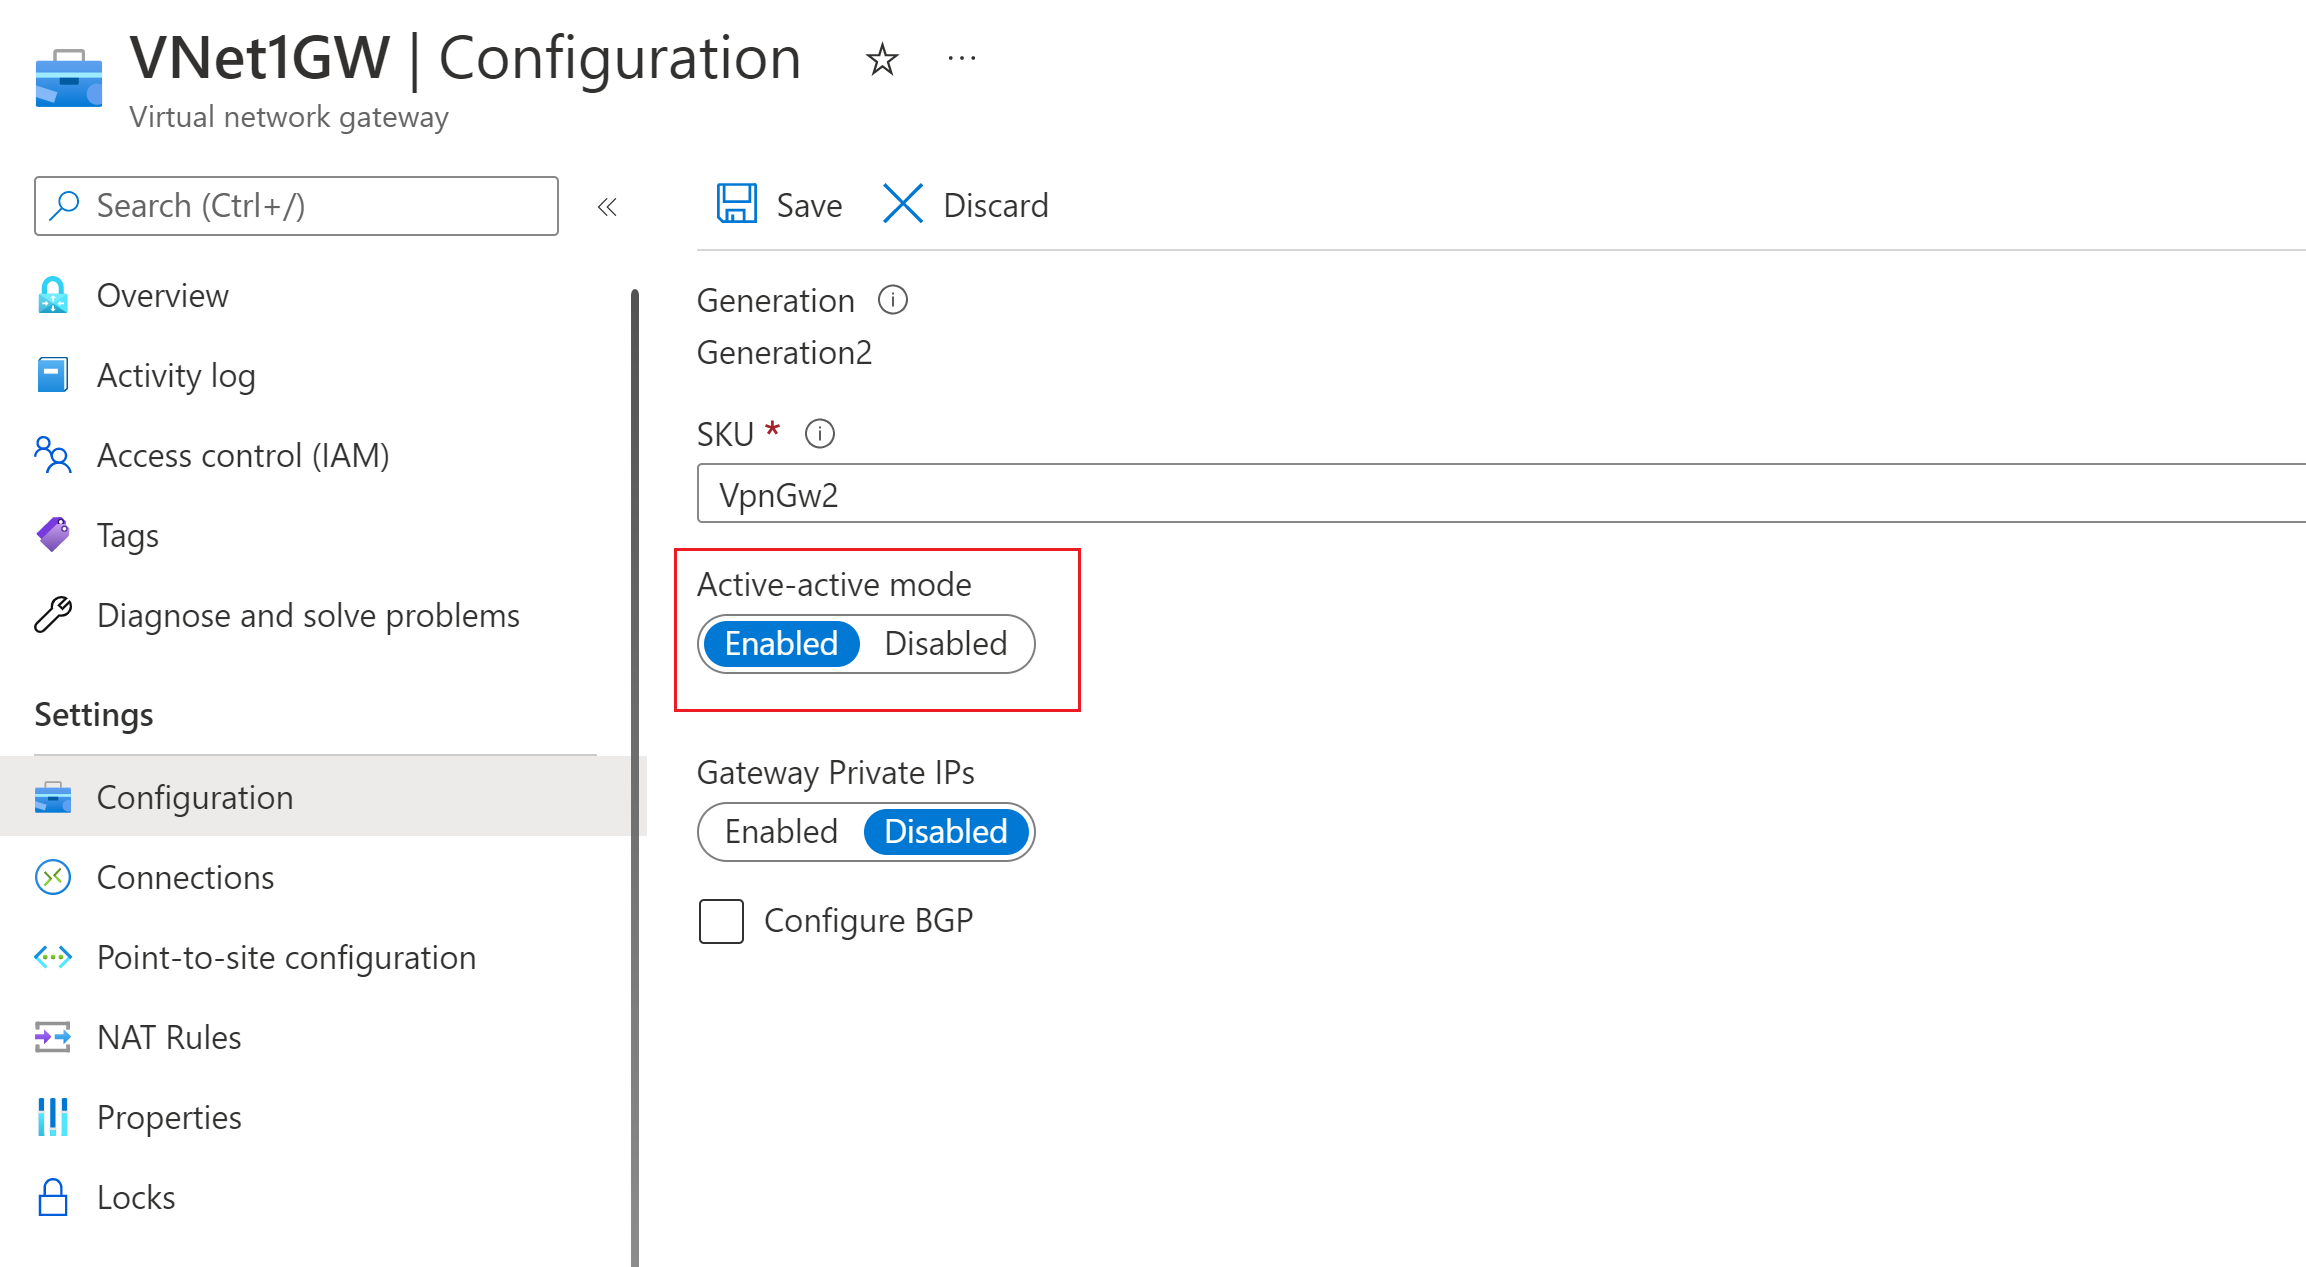 VNet1GW | Configuration
Virtual network gateway
Search (Ctrl+/)
Overview
Activity log
Access control (IAM)
Tags
Diagnose and solve problems
Settings
Configuration
Connections
Point-to-site configuration
NAT Rules
Properties
Locks
Save Discard
Generation
Generation2
SKU *
VpnGw2
Active-active mode
Enabled Disabled
Gateway Private IPs
Enabled Disabled
Configure BGP